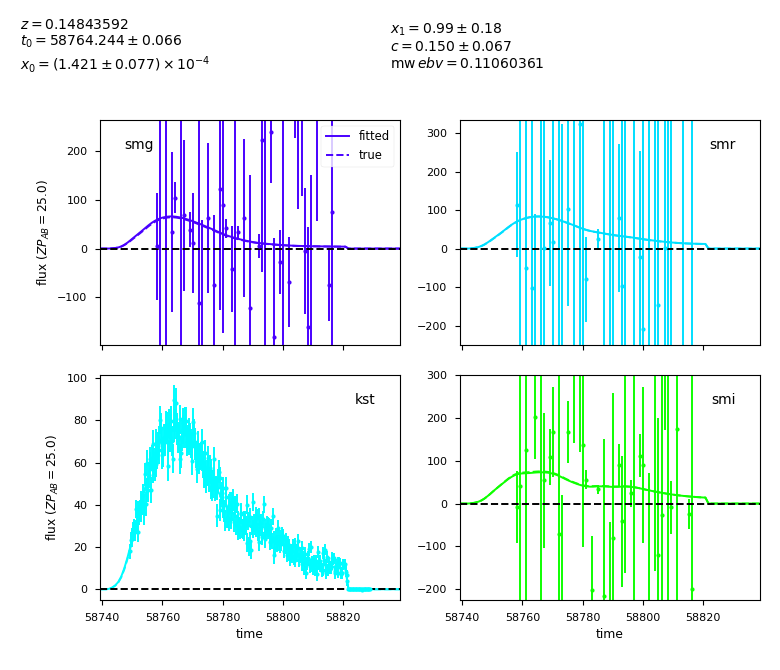 z = 0.14843592
t₀ = 58764.244 ± 0.066
x₀ = (1.421 ± 0.077) × 10⁻⁴
x₁ = 0.99 ± 0.18
c = 0.150 ± 0.067
mw ebv = 0.11060361
smg
fitted
true
200
100
0
−100
flux (ZP_AB = 25.0)
smr
300
200
100
0
−100
−200
kst
100
80
60
40
20
0
flux (ZP_AB = 25.0)
58740 58760 58780 58800 58820
time
smi
300
200
100
0
−100
−200
58740 58760 58780 58800 58820
time